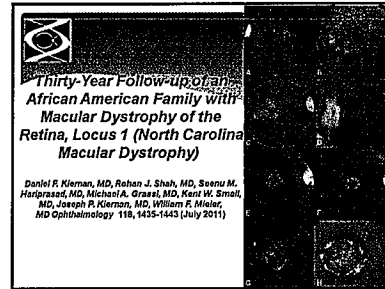 Thirty-Year Follow-up of an
African American Family with
Macular Dystrophy of the
Retina, Locus 1 (North Carolina
Macular Dystrophy)
Daniel F. Kiernan, MD, Rohan J. Shah, MD, Seenu M.
Hariprasad, MD, Michael A. Grassi, MD, Kent W. Small,
MD, Joseph P. Kiernan, MD, William F. Mieler,
MD Ophthalmology 118, 1435-1443 (July 2011)
A
B
C
D
E
F
G
H